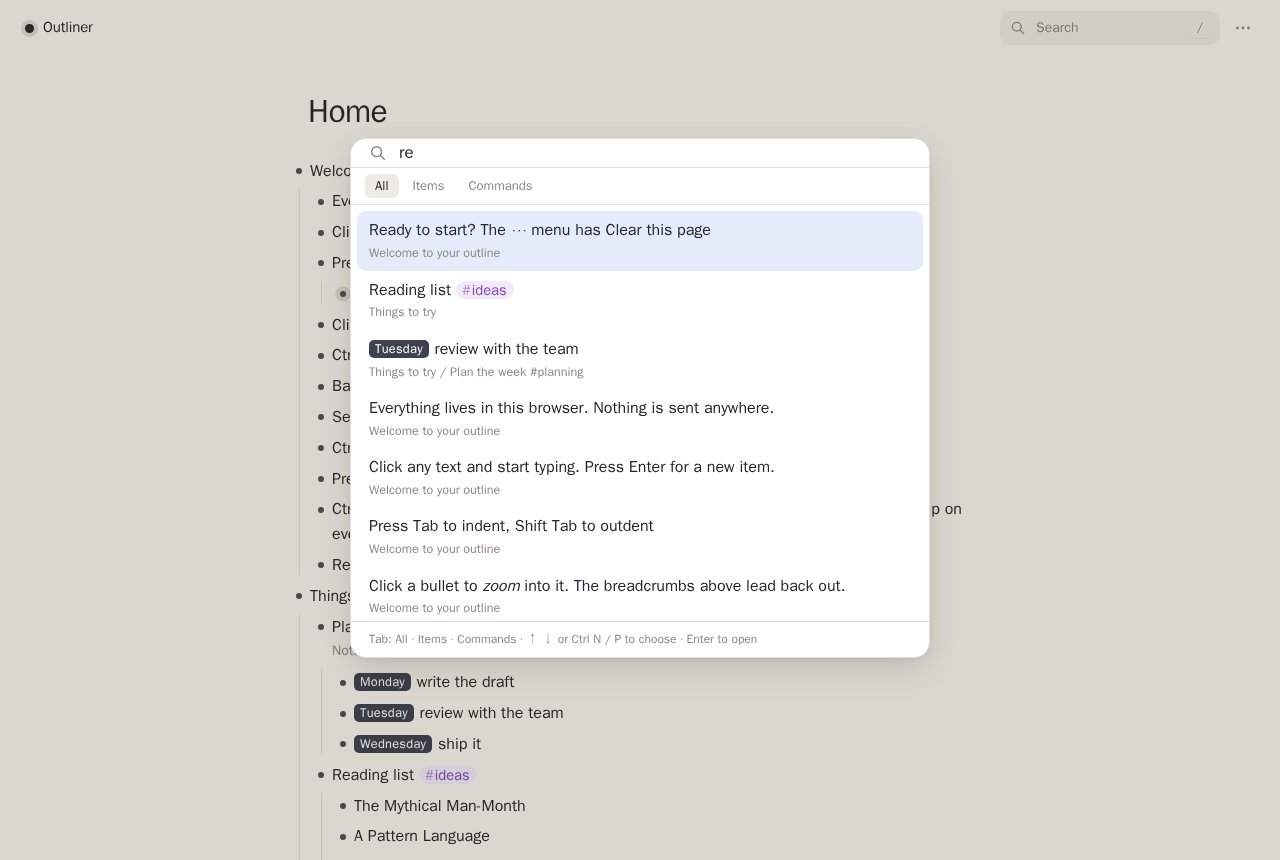 Outliner
Search /
Home
re
All Items Commands
Ready to start? The ··· menu has Clear this page
Welcome to your outline
Reading list #ideas
Things to try
Tuesday review with the team
Things to try / Plan the week #planning
Everything lives in this browser. Nothing is sent anywhere.
Welcome to your outline
Click any text and start typing. Press Enter for a new item.
Welcome to your outline
Press Tab to indent, Shift Tab to outdent
Welcome to your outline
Click a bullet to zoom into it. The breadcrumbs above lead back out.
Welcome to your outline
Tab: All · Items · Commands · ↑ ↓ or Ctrl N / P to choose · Enter to open
Things
Monday write the draft
Tuesday review with the team
Wednesday ship it
Reading list #ideas
The Mythical Man-Month
A Pattern Language